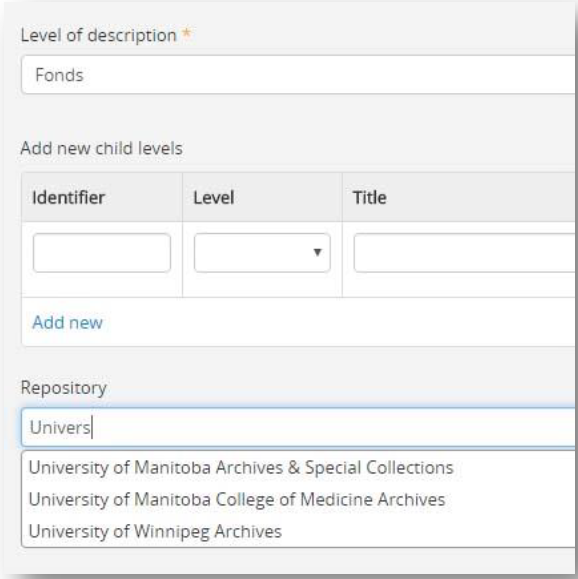 Level of description *
Fonds
Add new child levels
Identifier Level Title
Add new
Repository
Univers
University of Manitoba Archives & Special Collections
University of Manitoba College of Medicine Archives
University of Winnipeg Archives